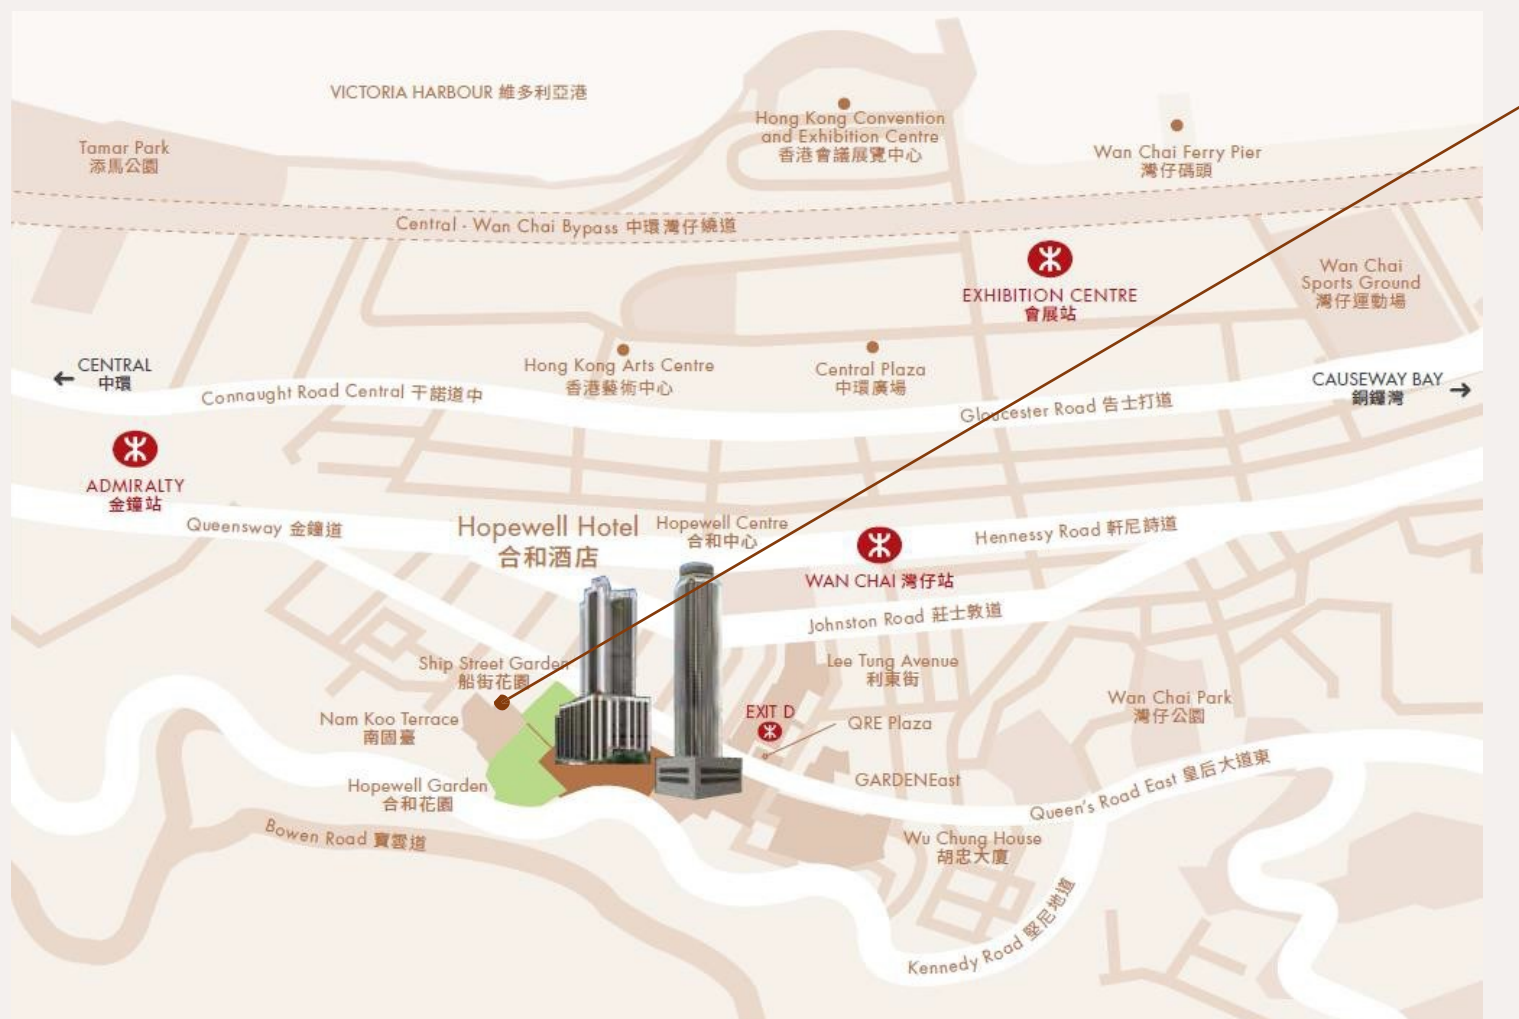 VICTORIA HARBOUR 維多利亞港
Hong Kong Convention
and Exhibition Centre
香港會議展覽中心
Tamar Park
添馬公園
Wan Chai Ferry Pier
灣仔碼頭
Central - Wan Chai Bypass 中環灣仔繞道
EXHIBITION CENTRE
會展站
Wan Chai
Sports Ground
灣仔運動場
CENTRAL
中環
Hong Kong Arts Centre
香港藝術中心
Central Plaza
中環廣場
CAUSEWAY BAY
銅鑼灣
Connaught Road Central 干諾道中
Gloucester Road 告士打道
ADMIRALTY
金鐘站
Queensway 金鐘道
Hopewell Hotel
合和酒店
Hopewell Centre
合和中心
Hennessy Road 軒尼詩道
WAN CHAI 灣仔站
Johnston Road 莊士敦道
Ship Street Garden
船街花園
Lee Tung Avenue
利東街
Nam Koo Terrace
南固臺
EXIT D
QRE Plaza
Wan Chai Park
灣仔公園
Hopewell Garden
合和花園
GARDENEast
Queen's Road East 皇后大道東
Bowen Road 寶雲道
Wu Chung House
胡忠大廈
Kennedy Road 堅尼地道